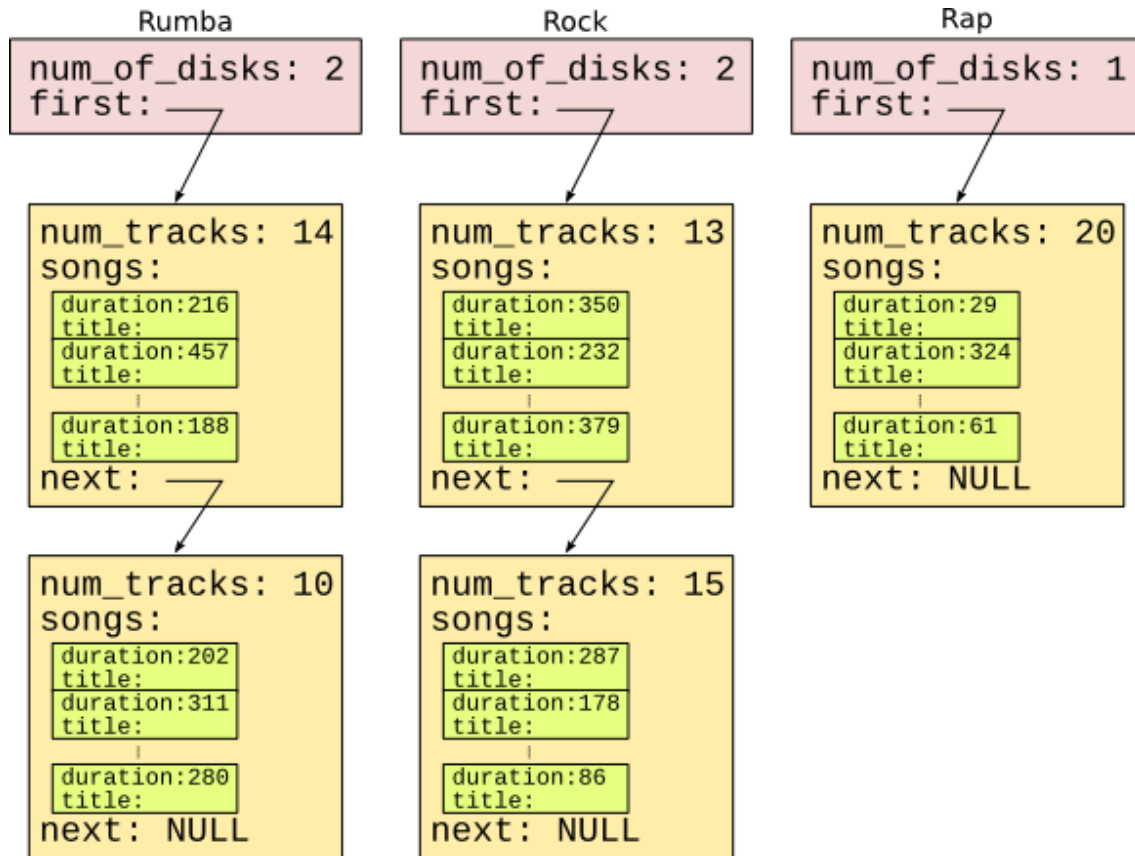 Rumba
num_of_disks: 2
first:
num_tracks: 14
songs:
duration:216
title:
duration:457
title:
duration:188
title:
next:
num_tracks: 10
songs:
duration:202
title:
duration:311
title:
duration:280
title:
next: NULL
Rock
num_of_disks: 2
first:
num_tracks: 13
songs:
duration:350
title:
duration:232
title:
duration:379
title:
next:
num_tracks: 15
songs:
duration:287
title:
duration:178
title:
duration:86
title:
next: NULL
Rap
num_of_disks: 1
first:
num_tracks: 20
songs:
duration:29
title:
duration:324
title:
duration:61
title:
next: NULL